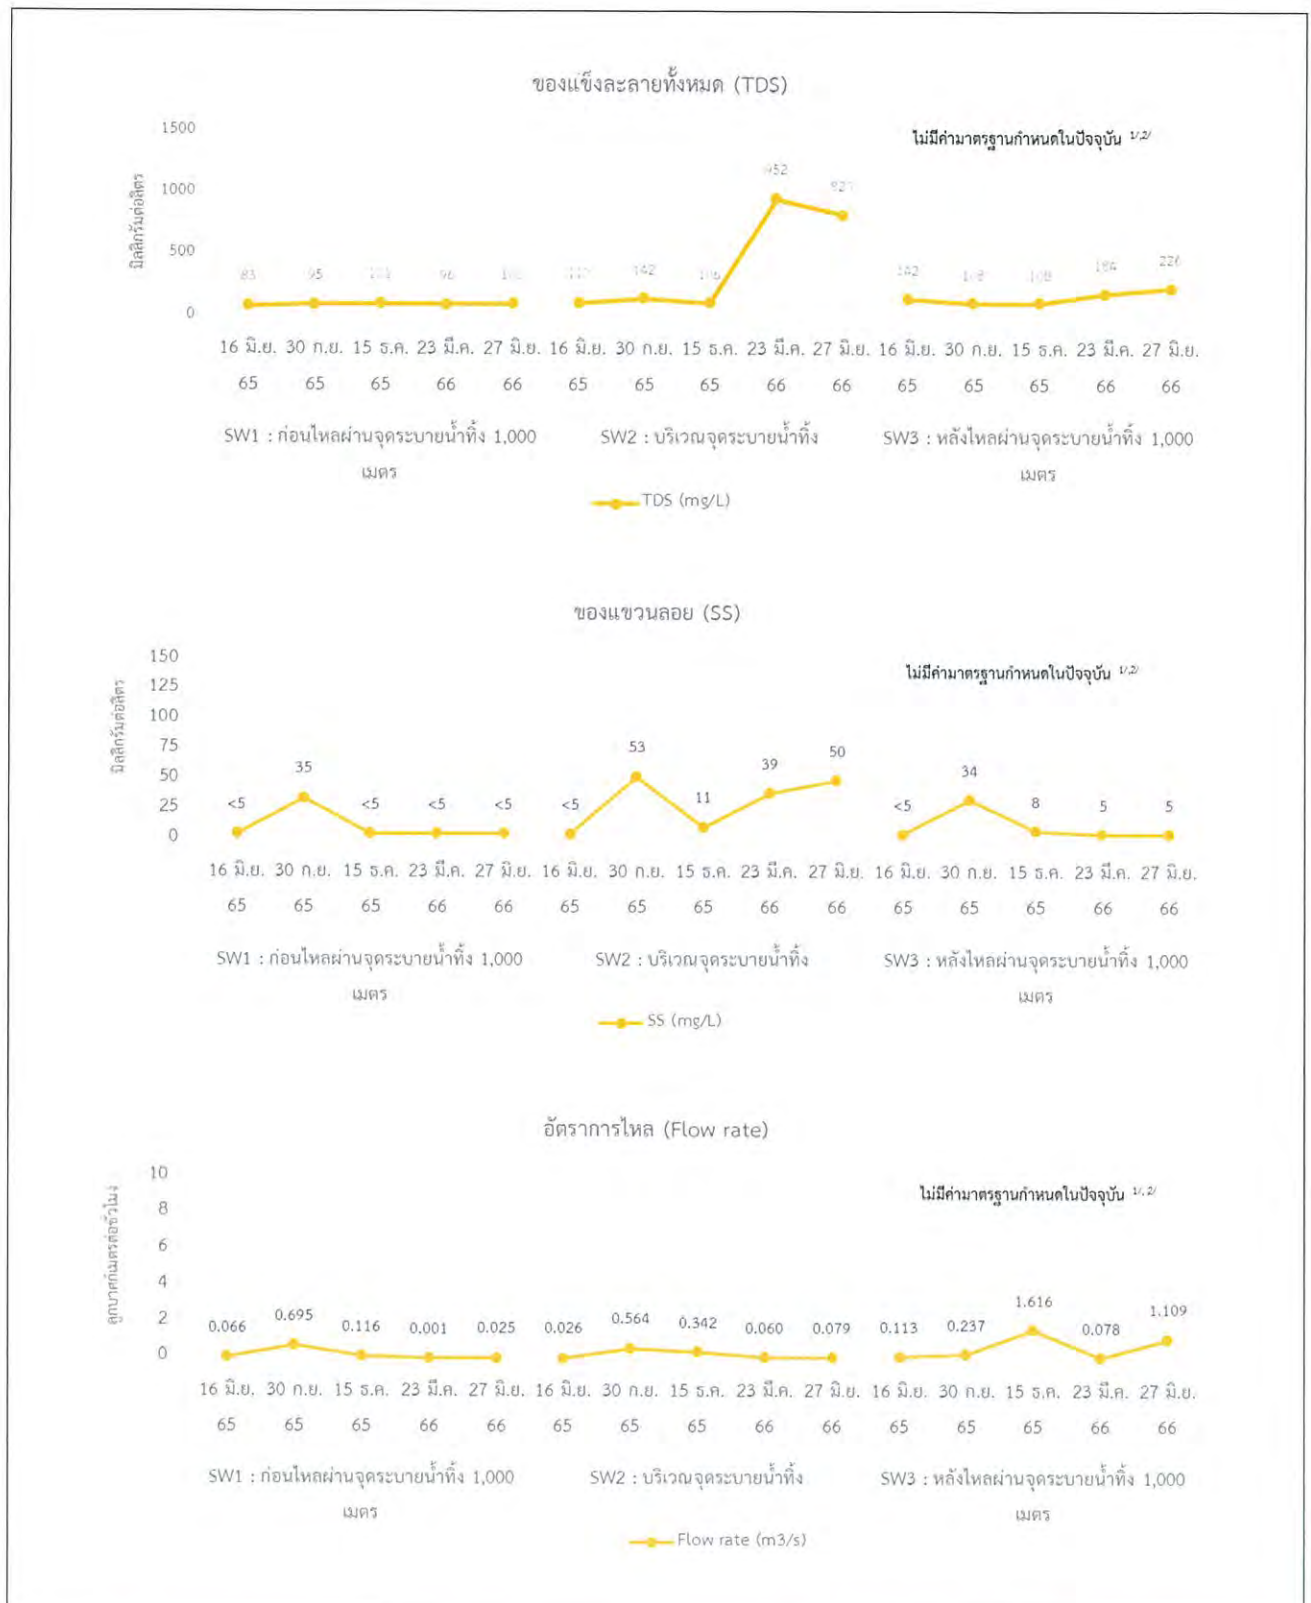 ของแข็งละลายทั้งหมด (TDS)
ไม่มีค่ามาตรฐานกำหนดในปัจจุบัน 1/,2/
มิลลิกรัมต่อลิตร
1500
1000
500
0
83 95 96 142 952 142 108 108 184 226
16 มิ.ย. 30 ก.ย. 15 ธ.ค. 23 มี.ค. 27 มิ.ย. 16 มิ.ย. 30 ก.ย. 15 ธ.ค. 23 มี.ค. 27 มิ.ย. 16 มิ.ย. 30 ก.ย. 15 ธ.ค. 23 มี.ค. 27 มิ.ย.
65 65 65 66 66 65 65 65 66 66 65 65 65 66 66
SW1 : ก่อนไหลผ่านจุดระบายน้ำทิ้ง 1,000 SW2 : บริเวณจุดระบายน้ำทิ้ง SW3 : หลังไหลผ่านจุดระบายน้ำทิ้ง 1,000
เมตร เมตร
TDS (mg/L)
ของแขวนลอย (SS)
ไม่มีค่ามาตรฐานกำหนดในปัจจุบัน 1/,2/
มิลลิกรัมต่อลิตร
150
125
100
75
50
25
0
<5 35 <5 <5 <5 <5 53 11 39 50 <5 34 8 5 5
16 มิ.ย. 30 ก.ย. 15 ธ.ค. 23 มี.ค. 27 มิ.ย. 16 มิ.ย. 30 ก.ย. 15 ธ.ค. 23 มี.ค. 27 มิ.ย. 16 มิ.ย. 30 ก.ย. 15 ธ.ค. 23 มี.ค. 27 มิ.ย.
65 65 65 66 66 65 65 65 66 66 65 65 65 66 66
SW1 : ก่อนไหลผ่านจุดระบายน้ำทิ้ง 1,000 SW2 : บริเวณจุดระบายน้ำทิ้ง SW3 : หลังไหลผ่านจุดระบายน้ำทิ้ง 1,000
เมตร เมตร
SS (mg/L)
อัตราการไหล (Flow rate)
ไม่มีค่ามาตรฐานกำหนดในปัจจุบัน 1/, 2/
ลูกบาศก์เมตรต่อชั่วโมง
10
8
6
4
2
0
0.066 0.695 0.116 0.001 0.025 0.026 0.564 0.342 0.060 0.079 0.113 0.237 1.616 0.078 1.109
16 มิ.ย. 30 ก.ย. 15 ธ.ค. 23 มี.ค. 27 มิ.ย. 16 มิ.ย. 30 ก.ย. 15 ธ.ค. 23 มี.ค. 27 มิ.ย. 16 มิ.ย. 30 ก.ย. 15 ธ.ค. 23 มี.ค. 27 มิ.ย.
65 65 65 66 66 65 65 65 66 66 65 65 65 66 66
SW1 : ก่อนไหลผ่านจุดระบายน้ำทิ้ง 1,000 SW2 : บริเวณจุดระบายน้ำทิ้ง SW3 : หลังไหลผ่านจุดระบายน้ำทิ้ง 1,000
เมตร เมตร
Flow rate (m3/s)